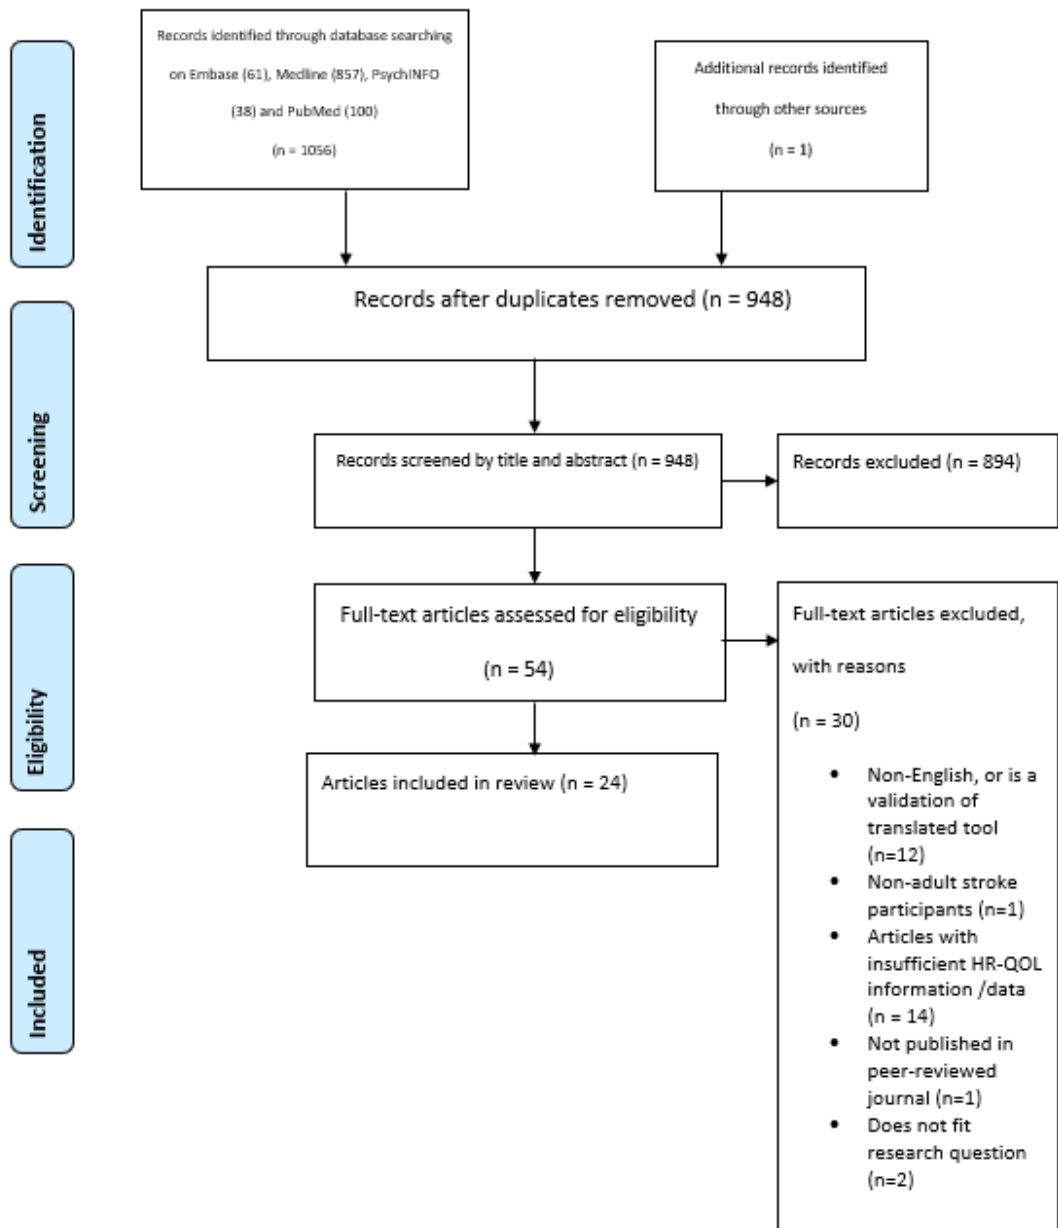 Identification
Records identified through database searching
on Embase (61), Medline (857), PsychINFO
(38) and PubMed (100)
(n = 1056)
Additional records identified
through other sources
(n = 1)
Records after duplicates removed (n = 948)
Screening
Records screened by title and abstract (n = 948)
Records excluded (n = 894)
Eligibility
Full-text articles assessed for eligibility
(n = 54)
Full-text articles excluded,
with reasons
(n = 30)
• Non-English, or is a
validation of
translated tool
(n=12)
• Non-adult stroke
participants (n=1)
• Articles with
insufficient HR-QOL
information /data
(n = 14)
• Not published in
peer-reviewed
journal (n=1)
• Does not fit
research question
(n=2)
Included
Articles included in review (n = 24)